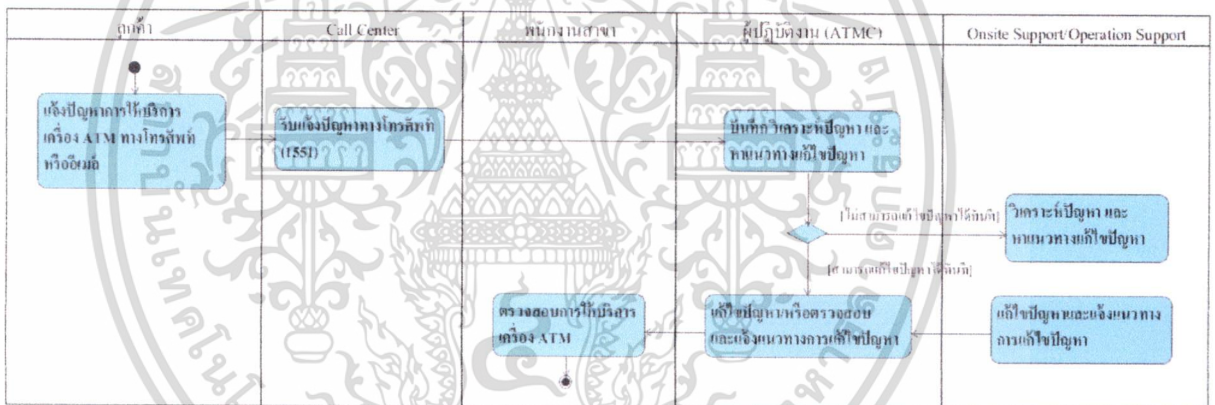 ลูกค้า
Call Center
พนักงานสาขา
ผู้ปฏิบัติงาน (ATMC)
Onsite Support/Operation Support
แจ้งปัญหาการให้บริการ
เครื่อง ATM ทางโทรศัพท์
หรืออีเมล์
รับแจ้งปัญหาทางโทรศัพท์
(1551)
บันทึกวิเคราะห์ปัญหา และ
หาแนวทางแก้ไขปัญหา
[ไม่สามารถแก้ไขปัญหาได้ทันที]
วิเคราะห์ปัญหา และ
หาแนวทางแก้ไขปัญหา
[สามารถแก้ไขปัญหาได้ทันที]
ตรวจสอบการให้บริการ
เครื่อง ATM
แก้ไขปัญหา/หรือตรวจสอบ
และแจ้งแนวทางการแก้ไขปัญหา
แก้ไขปัญหาและแจ้งแนวทาง
การแก้ไขปัญหา